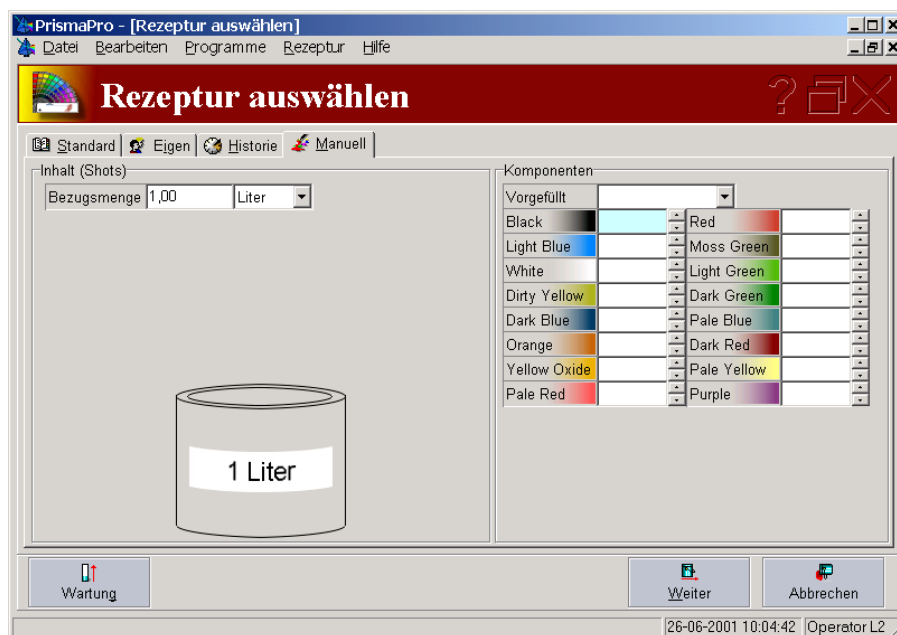 PrismaPro - [Rezeptur auswählen]
Datei Bearbeiten Programme Rezeptur Hilfe
Rezeptur auswählen
Standard Eigen Historie Manuell
Inhalt (Shots)
Bezugsmenge 1,00 Liter
1 Liter
Komponenten
Vorgefüllt
Black Red
Light Blue Moss Green
White Light Green
Dirty Yellow Dark Green
Dark Blue Pale Blue
Orange Dark Red
Yellow Oxide Pale Yellow
Pale Red Purple
Wartung Weiter Abbrechen
26-06-2001 10:04:42 Operator L2